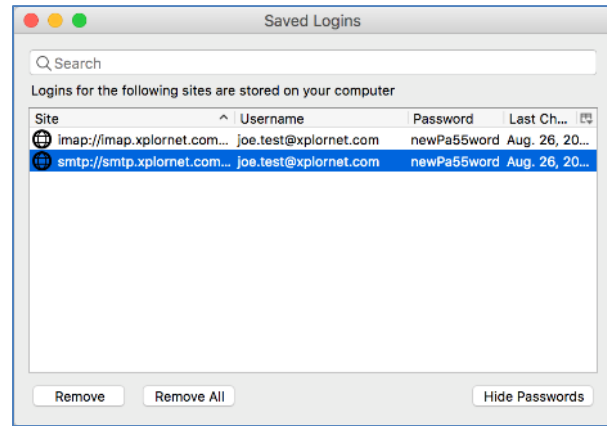 Saved Logins
Search
Logins for the following sites are stored on your computer
Site Username Password Last Ch...
imap://imap.xplornet.com... joe.test@xplornet.com newPa55word Aug. 26, 20...
smtp://smtp.xplornet.com... joe.test@xplornet.com newPa55word Aug. 26, 20...
Remove Remove All Hide Passwords